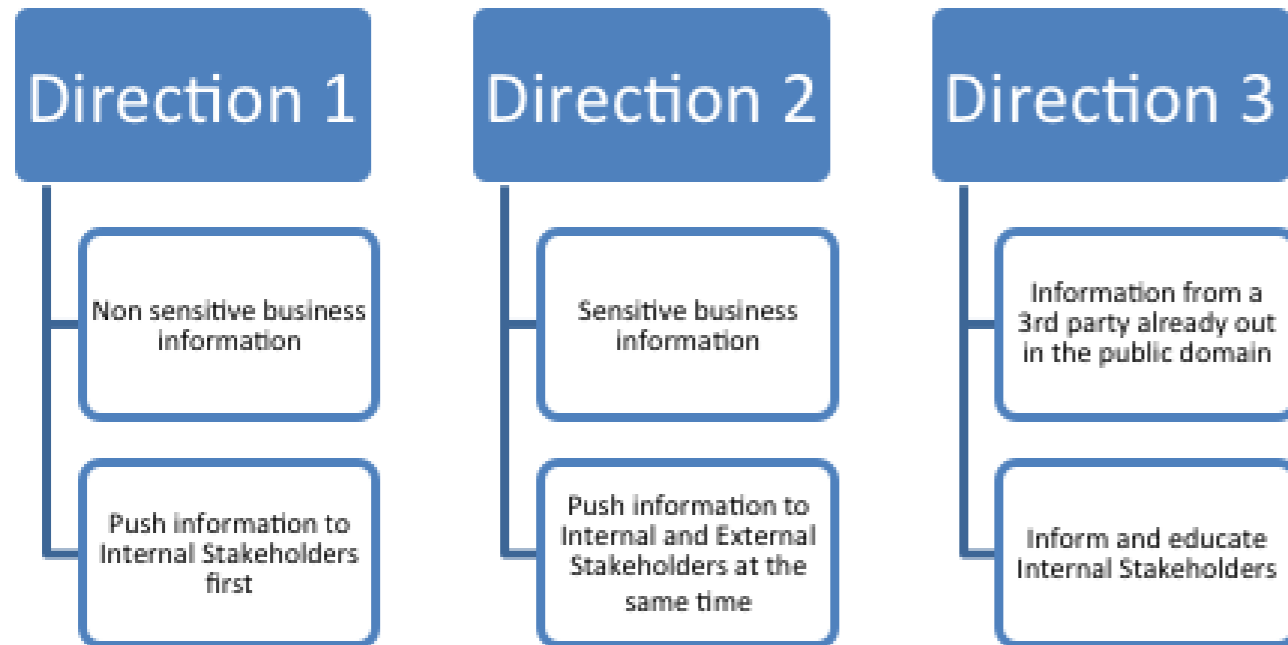 Direction 1
Non sensitive business
information
Push information to
Internal Stakeholders
first
Direction 2
Sensitive business
information
Push information to
Internal and External
Stakeholders at the
same time
Direction 3
Information from a
3rd party already out
in the public domain
Inform and educate
Internal Stakeholders